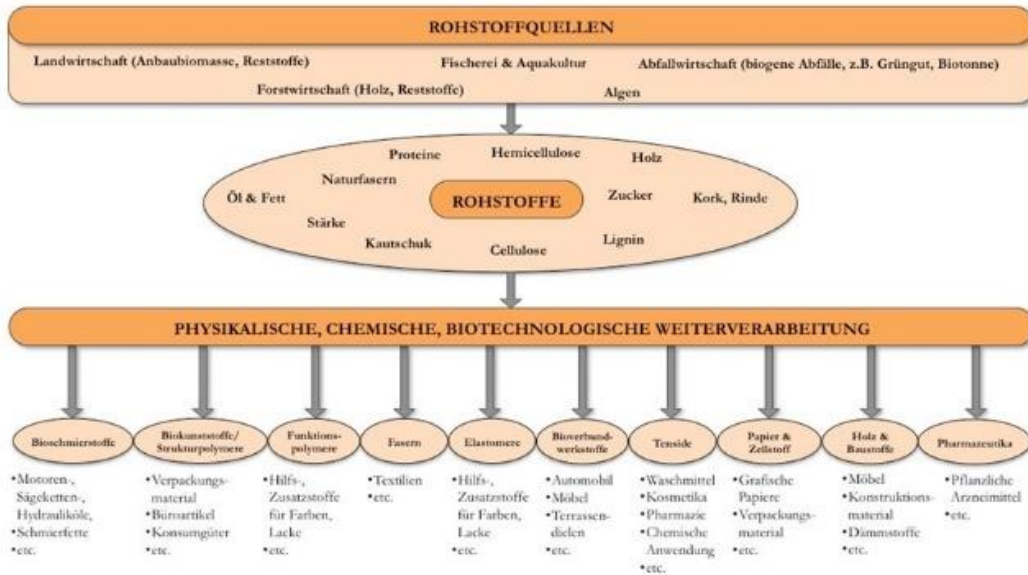 ROHSTOFFQUELLEN
Landwirtschaft (Anbaubiomasse, Reststoffe)
Fischerei & Aquakultur
Abfallwirtschaft (biogene Abfälle, z.B. Grüngut, Biotonne)
Forstwirtschaft (Holz, Reststoffe)
Algen
Proteine
Hemicellulose
Holz
Naturfasern
Öl & Fett
ROHSTOFFE
Zucker
Kork, Rinde
Stärke
Kautschuk
Cellulose
Lignin
PHYSIKALISCHE, CHEMISCHE, BIOTECHNOLOGISCHE WEITERVERARBEITUNG
Bioschmierstoffe
•Motoren-,
Sägeketten-,
Hydrauliköle,
•Schmierfette
•etc.
Biokunststoffe/
Strukturpolymere
•Verpackungs-
material
•Büroartikel
•Konsumgüter
•etc.
Funktions-
polymere
•Hilfs-,
Zusatzstoffe
für Farben,
Lacke
•etc.
Fasern
•Textilien
•etc.
Elastomere
•Hilfs-,
Zusatzstoffe
für Farben,
Lacke
•etc.
Bioverbund-
werkstoffe
•Automobil
•Möbel
•Terrassen-
dielen
•etc.
Tenside
•Waschmittel
•Kosmetika
•Pharmazie
•Chemische
Anwendung
•etc.
Papier &
Zellstoff
•Grafische
Papiere
•Verpackungs-
material
•etc.
Holz &
Baustoffe
•Möbel
•Konstruktions-
material
•Dämmstoffe
•etc.
Pharmazeutika
•Pflanzliche
Arzneimittel
•etc.